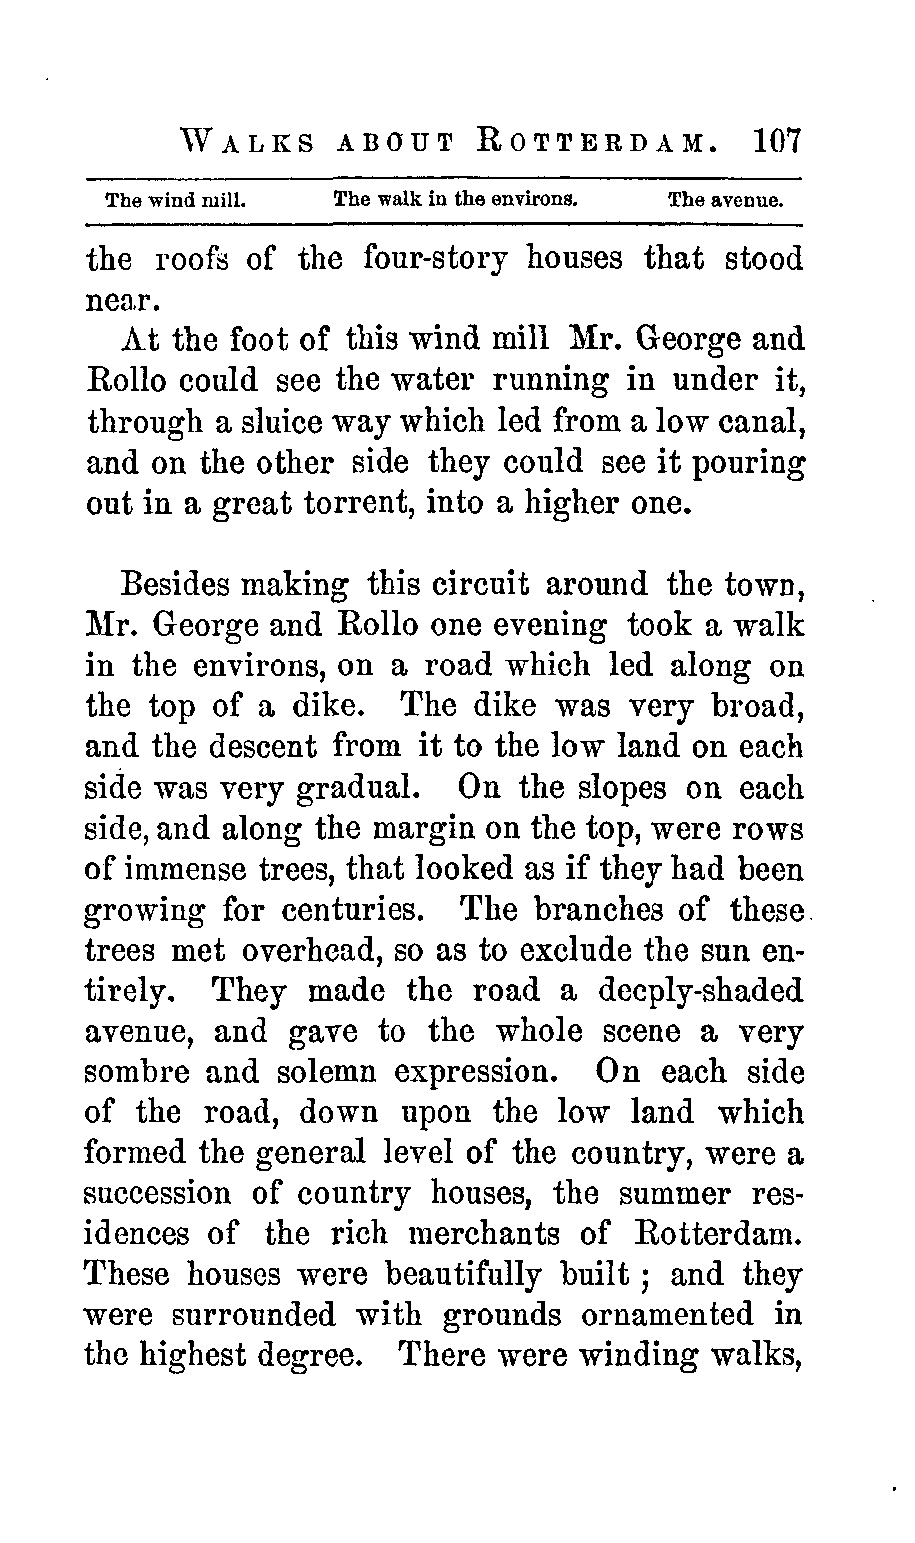 WALKS ABOUT ROTTERDAM. 107
The wind mill. The walk in the environs. The avenue.
the roofs of the four-story houses that stood
near.
At the foot of this wind mill Mr. George and
Rollo could see the water running in under it,
through a sluice way which led from a low canal,
and on the other side they could see it pouring
out in a great torrent, into a higher one.
Besides making this circuit around the town,
Mr. George and Rollo one evening took a walk
in the environs, on a road which led along on
the top of a dike. The dike was very broad,
and the descent from it to the low land on each
side was very gradual. On the slopes on each
side, and along the margin on the top, were rows
of immense trees, that looked as if they had been
growing for centuries. The branches of these
trees met overhead, so as to exclude the sun en-
tirely. They made the road a deeply-shaded
avenue, and gave to the whole scene a very
sombre and solemn expression. On each side
of the road, down upon the low land which
formed the general level of the country, were a
succession of country houses, the summer res-
idences of the rich merchants of Rotterdam.
These houses were beautifully built ; and they
were surrounded with grounds ornamented in
the highest degree. There were winding walks,